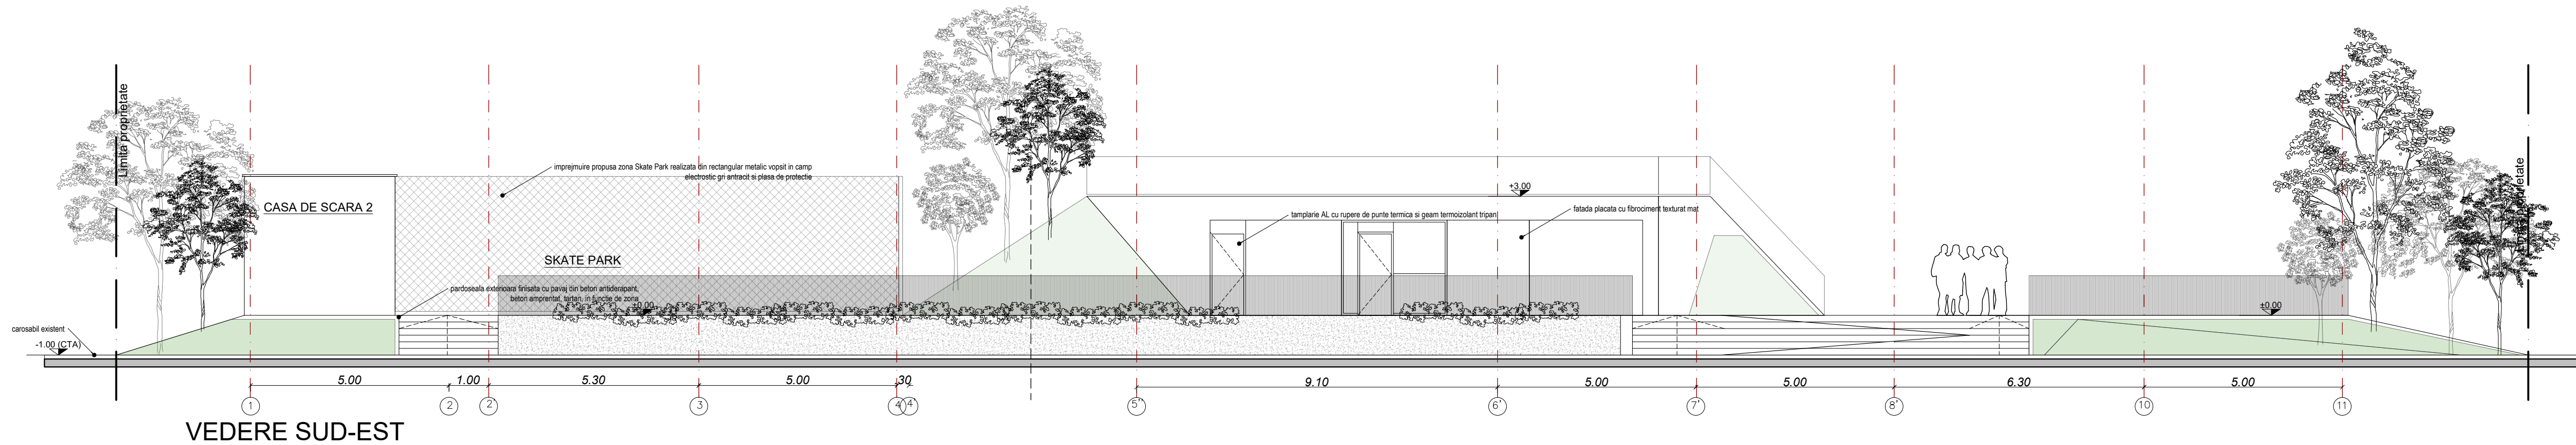 Limita proprietate
imprejmuire propusa zona Skate Park realizata din rectangular metalic vopsit in camp
electrostic gri antracit si plasa de protectie
CASA DE SCARA 2
SKATE PARK
pardoseala exterioara finisata cu pavaj din beton antiderapant,
beton amprentat, tartan, in functie de zona
±0.00
carosabil existent
-1.00 (CTA)
+3.00
tamplarie AL cu rupere de punte termica si geam termoizolant tripan
fatada placata cu fibrociment texturat mat
±0.00
proprietate
5.00 1.00 5.30 5.00 30 9.10 5.00 5.00 6.30 5.00
1 2 2' 3 4 4' 5'' 6' 7' 8' 10 11
VEDERE SUD-EST